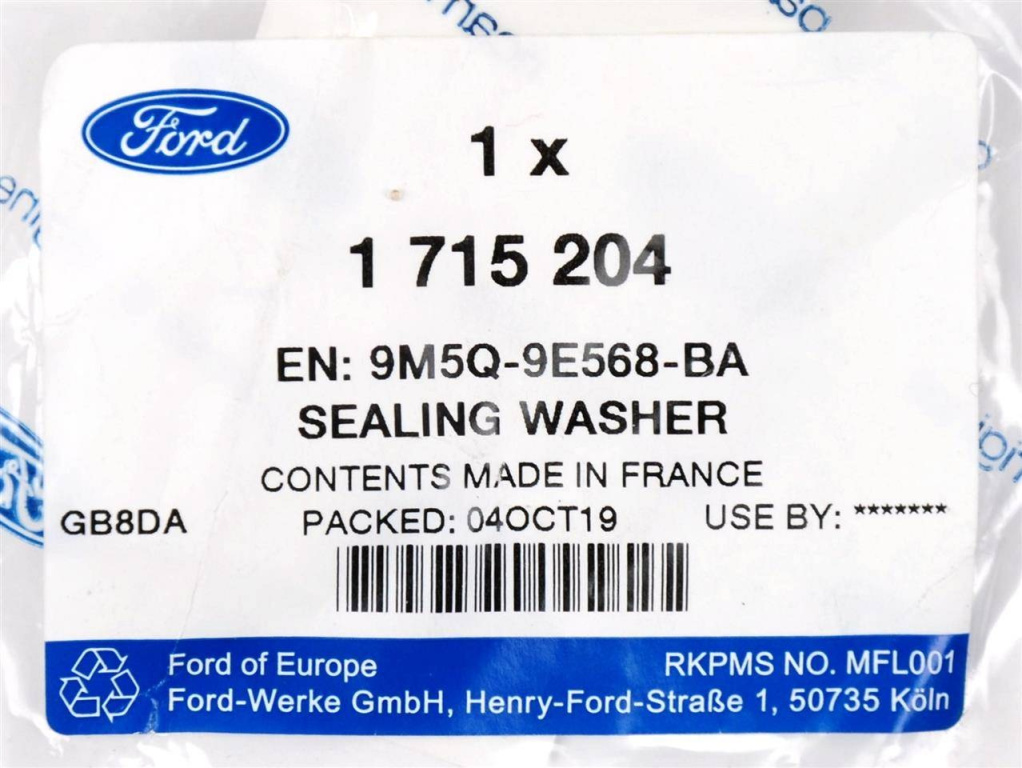 Ford
1 x
1 715 204
EN: 9M5Q-9E568-BA
SEALING WASHER
CONTENTS MADE IN FRANCE
GB8DA PACKED: 04OCT19 USE BY: *******
Ford of Europe RKPMS NO. MFL001
Ford-Werke GmbH, Henry-Ford-Straße 1, 50735 Köln